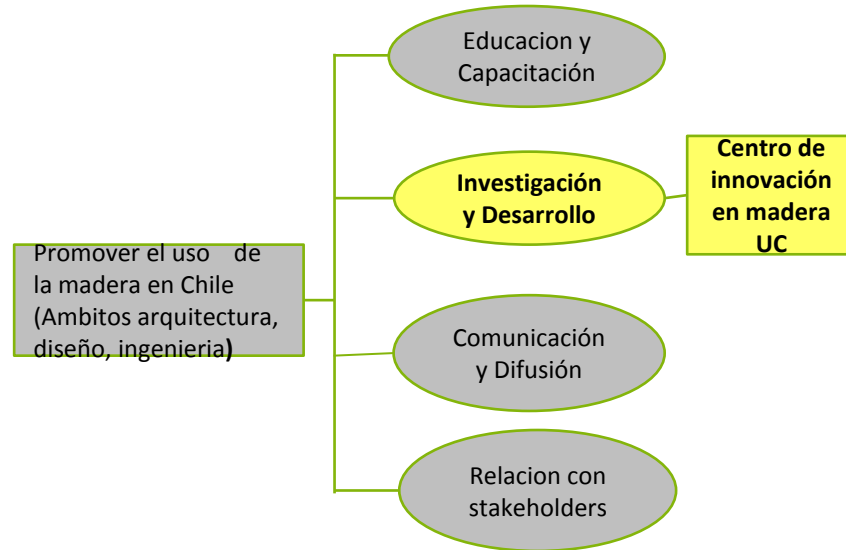 Educacion y
Capacitación
Investigación
y Desarrollo
Centro de
innovación
en madera
UC
Promover el uso de
la madera en Chile
(Ambitos arquitectura,
diseño, ingenieria)
Comunicación
y Difusión
Relacion con
stakeholders